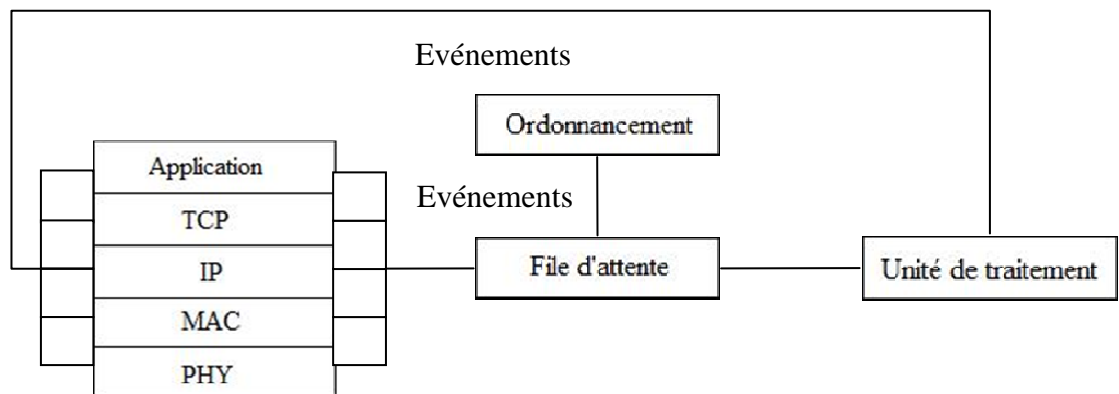 Evénements
Ordonnancement
Application
Evénements
TCP
IP
File d'attente
Unité de traitement
MAC
PHY